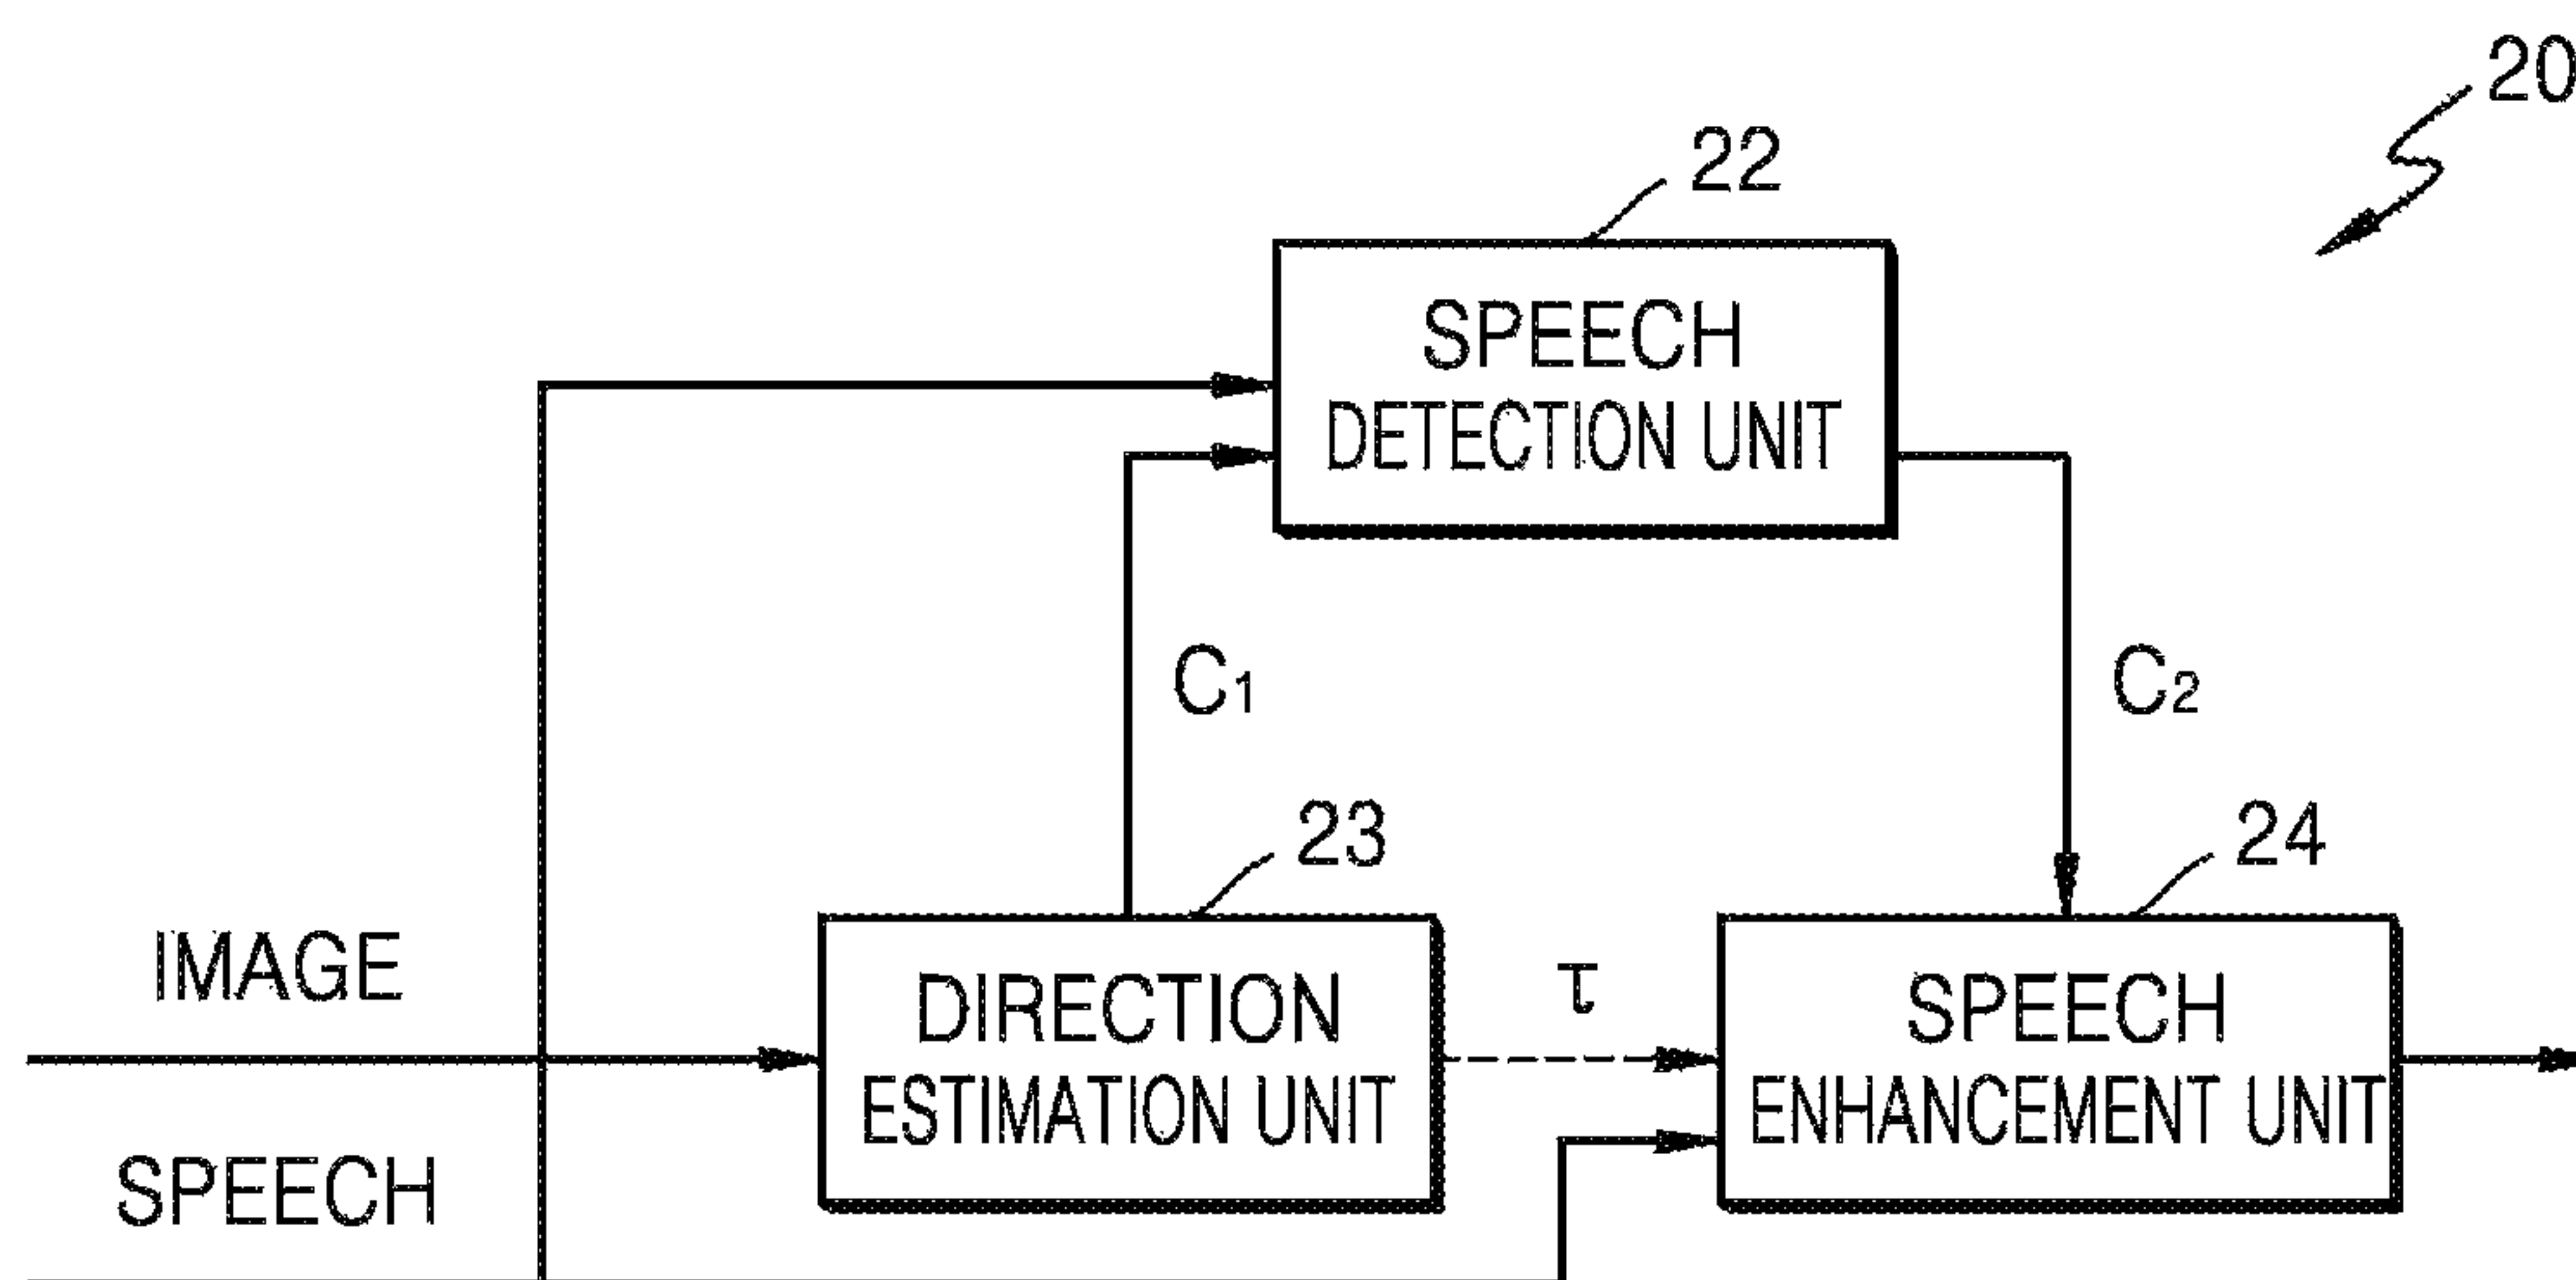 20
22
SPEECH
DETECTION UNIT
C1
C2
23
24
IMAGE
DIRECTION
ESTIMATION UNIT
τ
SPEECH
ENHANCEMENT UNIT
SPEECH